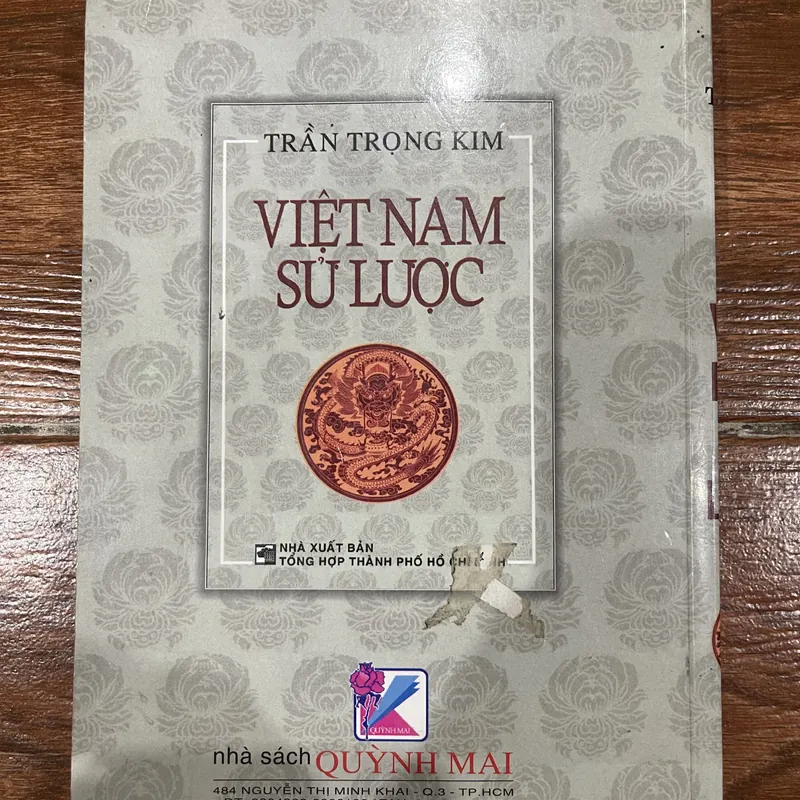 TRẦN TRỌNG KIM
VIỆT NAM
SỬ LƯỢC
NHÀ XUẤT BẢN
TỔNG HỢP THÀNH PHỐ HỒ CHÍ
QUỲNH MAI
nhà sách QUỲNH MAI
484 NGUYỄN THỊ MINH KHAI - Q.3 - TP.HCM